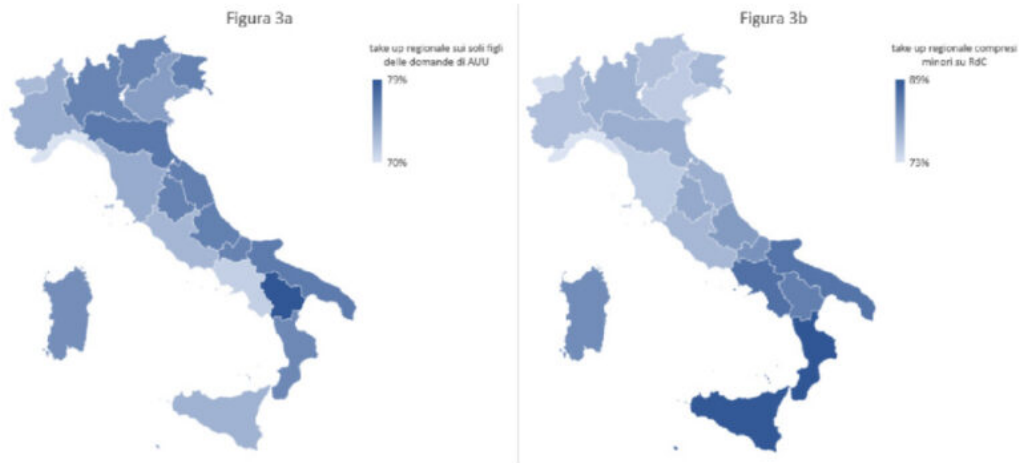 Figura 3a
take up regionale sui soli figli
delle domande di AUU
79%
70%
Figura 3b
take up regionale compresi
minori su RdC
89%
73%